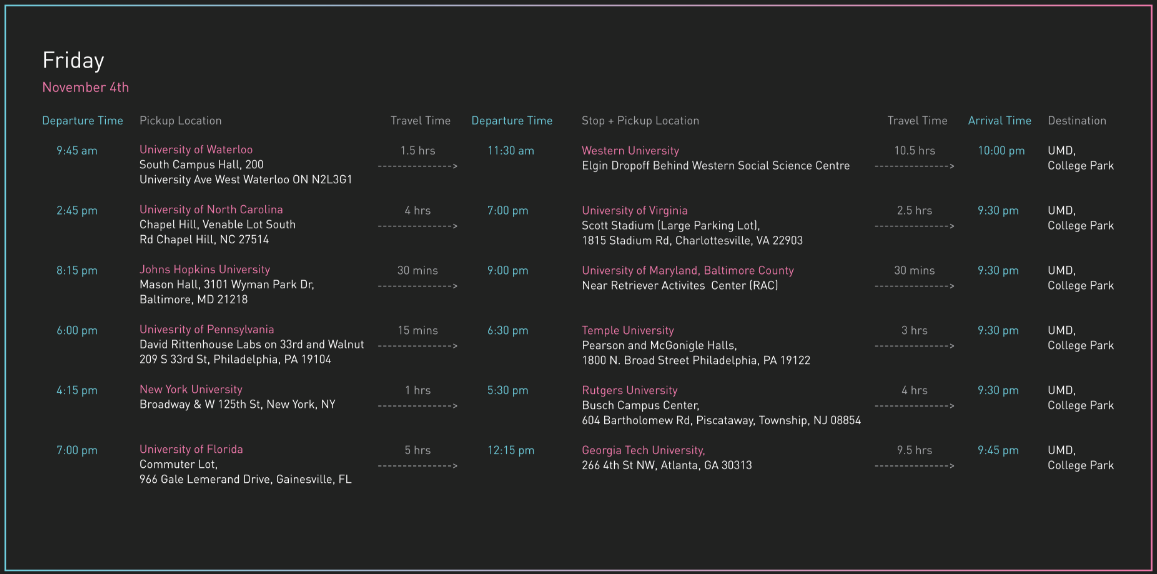 Friday
November 4th
Departure Time Pickup Location Travel Time Departure Time Stop + Pickup Location Travel Time Arrival Time Destination
9:45 am University of Waterloo 1.5 hrs 11:30 am Western University 10.5 hrs 10:00 pm UMD,
South Campus Hall, 200 --------------> Elgin Dropoff Behind Western Social Science Centre --------------> College Park
University Ave West Waterloo ON N2L3G1
2:45 pm University of North Carolina 4 hrs 7:00 pm University of Virginia 2.5 hrs 9:30 pm UMD,
Chapel Hill, Venable Lot South --------------> Scott Stadium (Large Parking Lot), --------------> College Park
Rd Chapel Hill, NC 27514 1815 Stadium Rd, Charlottesville, VA 22903
8:15 pm Johns Hopkins University 30 mins 9:00 pm University of Maryland, Baltimore County 30 mins 9:30 pm UMD,
Mason Hall, 3101 Wyman Park Dr, --------------> Near Retriever Activites Center (RAC) --------------> College Park
Baltimore, MD 21218
6:00 pm Univesrity of Pennsylvania 15 mins 6:30 pm Temple University 3 hrs 9:30 pm UMD,
David Rittenhouse Labs on 33rd and Walnut --------------> Pearson and McGonigle Halls, --------------> College Park
209 S 33rd St, Philadelphia, PA 19104 1800 N. Broad Street Philadelphia, PA 19122
4:15 pm New York University 1 hrs 5:30 pm Rutgers University 4 hrs 9:30 pm UMD,
Broadway & W 125th St, New York, NY --------------> Busch Campus Center, --------------> College Park
604 Bartholomew Rd, Piscataway, Township, NJ 08854
7:00 pm University of Florida 5 hrs 12:15 pm Georgia Tech University, 9.5 hrs 9:45 pm UMD,
Commuter Lot, --------------> 266 4th St NW, Atlanta, GA 30313 --------------> College Park
966 Gale Lemerand Drive, Gainesville, FL